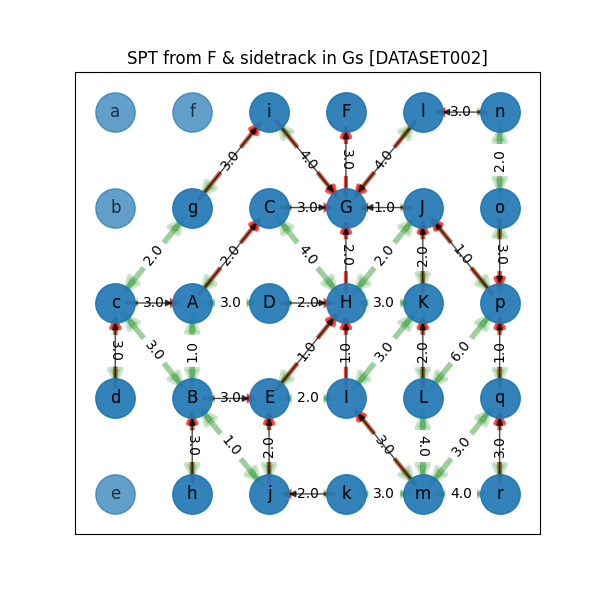 SPT from F & sidetrack in Gs [DATASET002]
a f i F l n
3.0
3.0 4.0 3.0 4.0 2.0
b g C G J o
3.0 1.0
2.0 2.0 4.0 2.0 2.0 1.0 3.0
c A D H K p
3.0 3.0 2.0 3.0
3.0 3.0 1.0 1.0 1.0 3.0 2.0 6.0 1.0
d B E I L q
3.0 2.0
3.0 1.0 2.0 3.0 4.0 3.0 3.0
e h j k m r
2.0 3.0 4.0